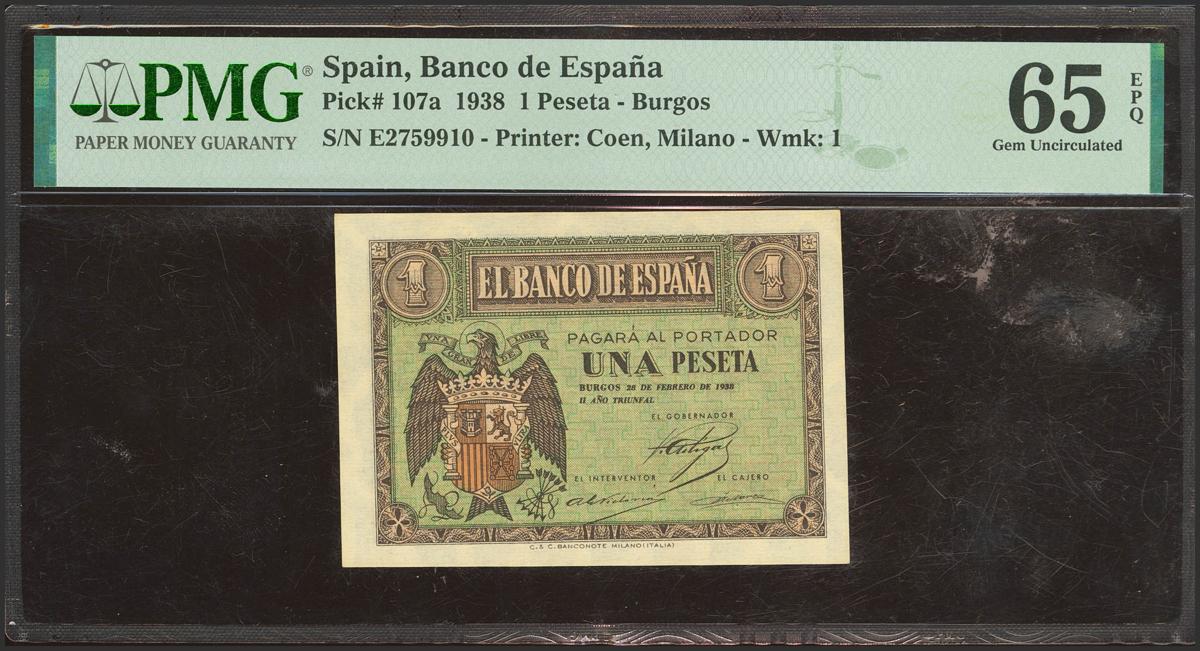 PMG®
PAPER MONEY GUARANTY
Spain, Banco de España
Pick# 107a 1938 1 Peseta - Burgos
S/N E2759910 - Printer: Coen, Milano - Wmk: 1
65 EPQ
Gem Uncirculated
1 EL BANCO DE ESPAÑA 1
UNA GRANDE LIBRE
PAGARÁ AL PORTADOR
UNA PESETA
BURGOS 28 DE FEBRERO DE 1938
II AÑO TRIUNFAL
EL GOBERNADOR
EL INTERVENTOR EL CAJERO
C. & C. BANCONOTE MILANO (ITALIA)